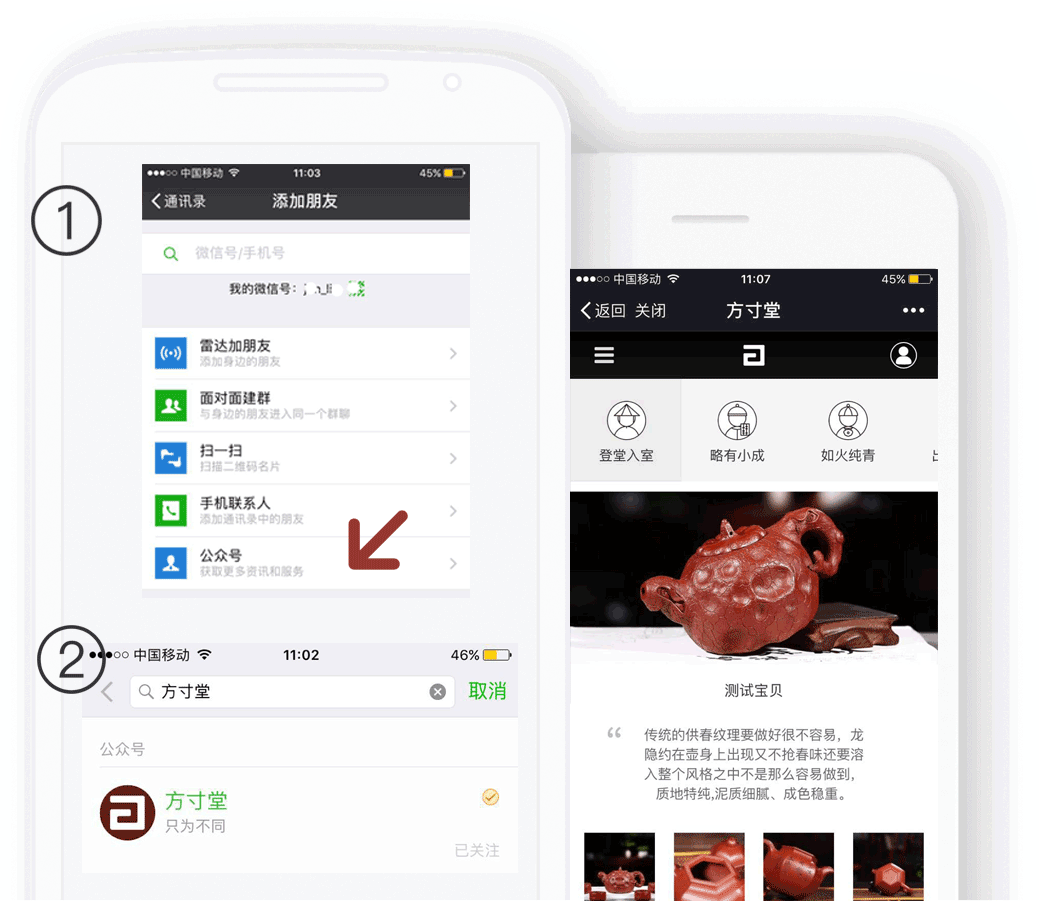 1
中国移动 11:03 45%
通讯录 添加朋友
微信号/手机号
我的微信号：
雷达加朋友
添加身边的朋友
面对面建群
与身边的朋友进入同一个群聊
扫一扫
扫描二维码名片
手机联系人
添加通讯录中的朋友
公众号
获取更多资讯和服务
2
中国移动 11:02 46%
方寸堂 取消
公众号
方寸堂
只为不同
已关注
中国移动 11:07 45%
返回 关闭 方寸堂
登堂入室 略有小成 如火纯青
测试宝贝
“ 传统的供春纹理要做好很不容易，龙
隐约在壶身上出现又不抢春味还要溶
入整个风格之中不是那么容易做到，
质地特纯,泥质细腻、成色稳重。